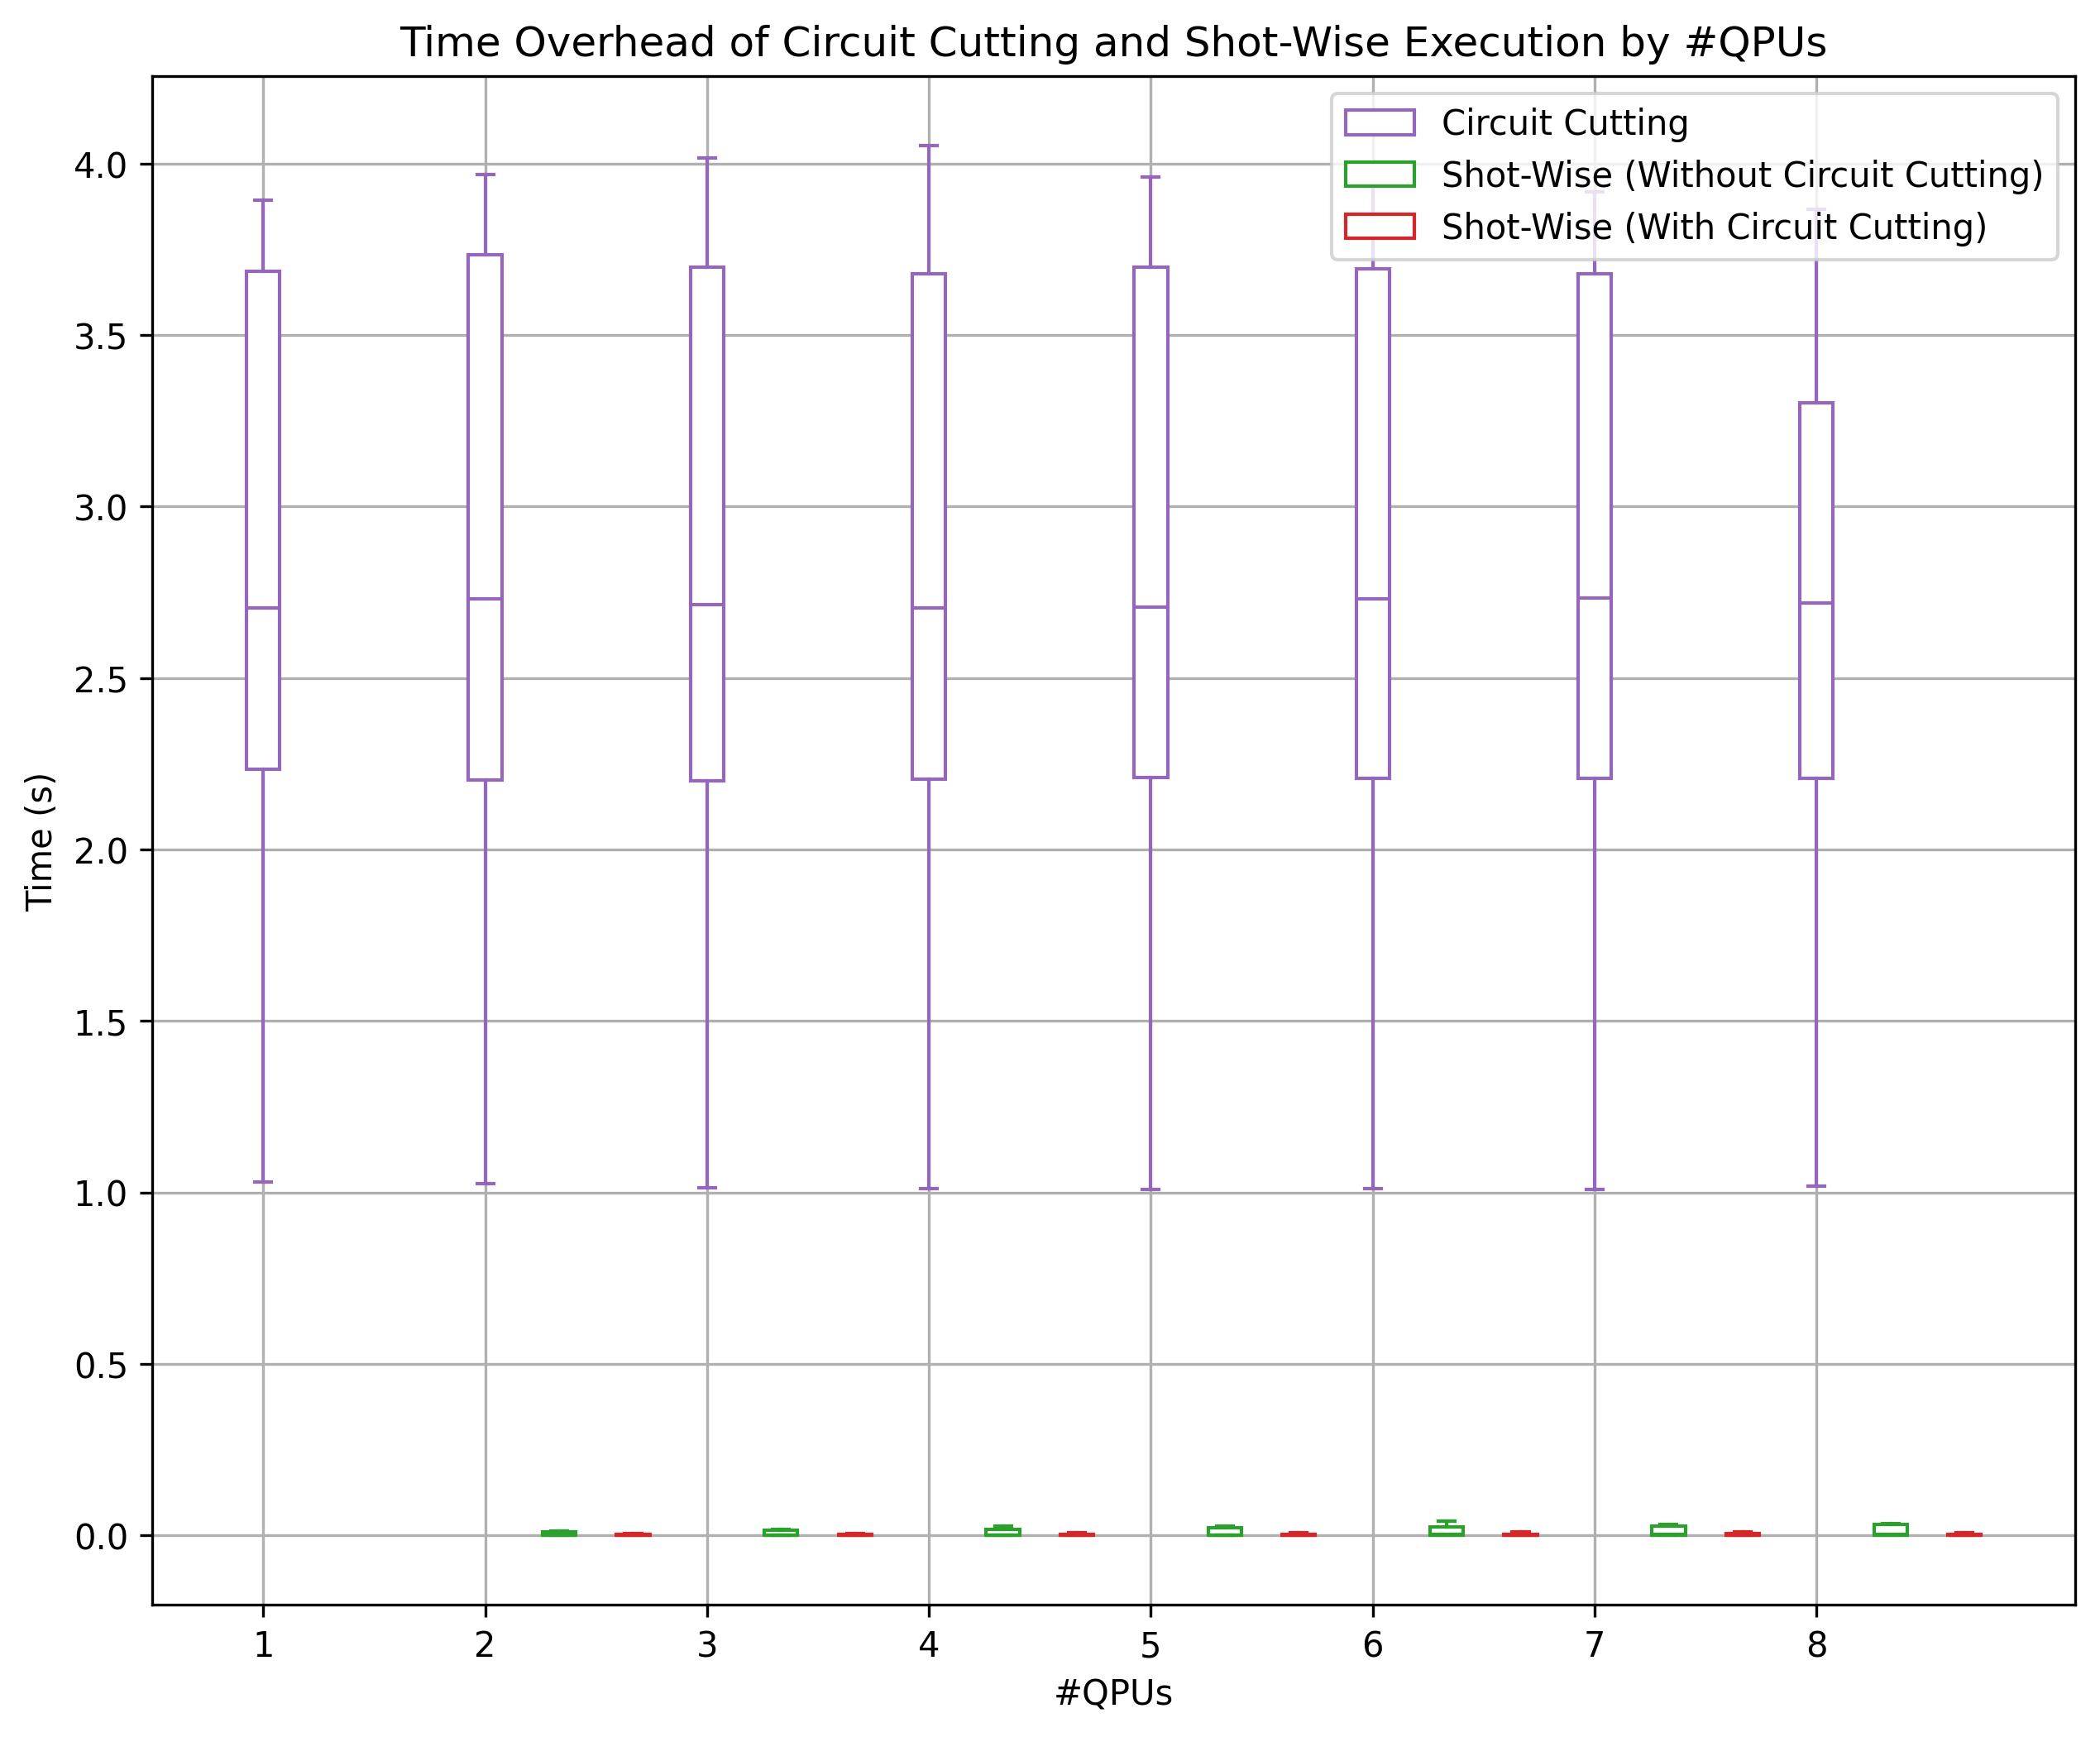 Time Overhead of Circuit Cutting and Shot-Wise Execution by #QPUs
Circuit Cutting
Shot-Wise (Without Circuit Cutting)
Shot-Wise (With Circuit Cutting)
4.0
3.5
3.0
2.5
2.0
1.5
1.0
0.5
0.0
Time (s)
1 2 3 4 5 6 7 8
#QPUs